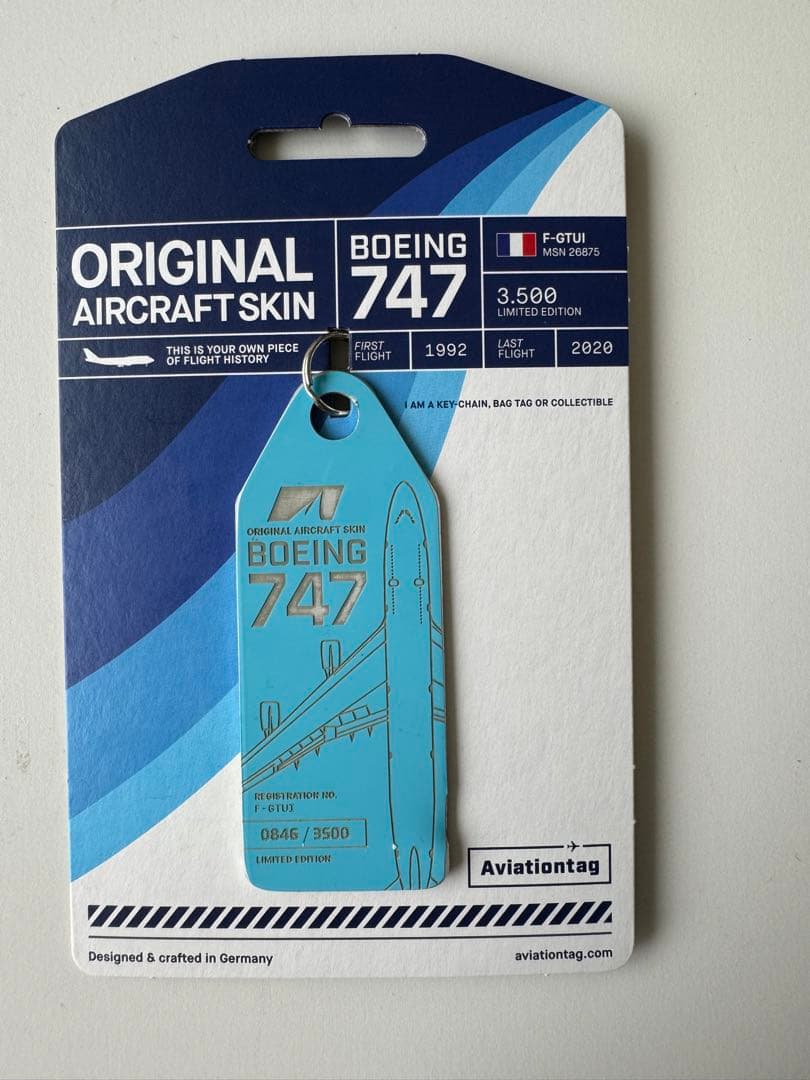 ORIGINAL
AIRCRAFT SKIN
BOEING
747
F-GTUI
MSN 26875
3.500
LIMITED EDITION
THIS IS YOUR OWN PIECE
OF FLIGHT HISTORY
FIRST
FLIGHT
1992
LAST
FLIGHT
2020
I AM A KEY-CHAIN, BAG TAG OR COLLECTIBLE
ORIGINAL AIRCRAFT SKIN
BOEING
747
REGISTRATION NO.
F-GTUI
0846 / 3500
LIMITED EDITION
Aviationtag
Designed & crafted in Germany
aviationtag.com